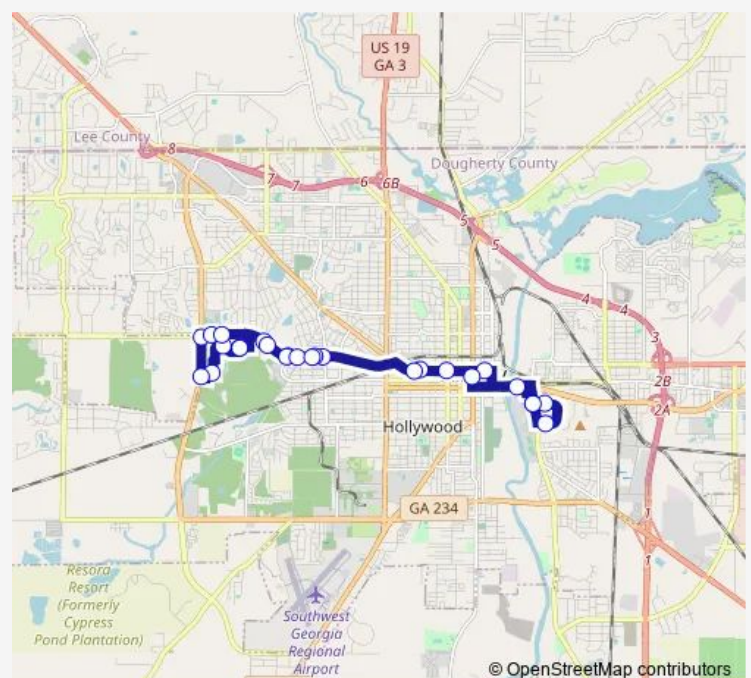 US 19
GA 3
Lee County
8
7
7
6
6B
Dougherty County
5
5
4
4
3
2B
2A
Hollywood
GA 234
1
1
Resora
Resort
(Formerly
Cypress
Pond Plantation)
Southwest
Georgia
Regional
Airport
© OpenStreetMap contributors